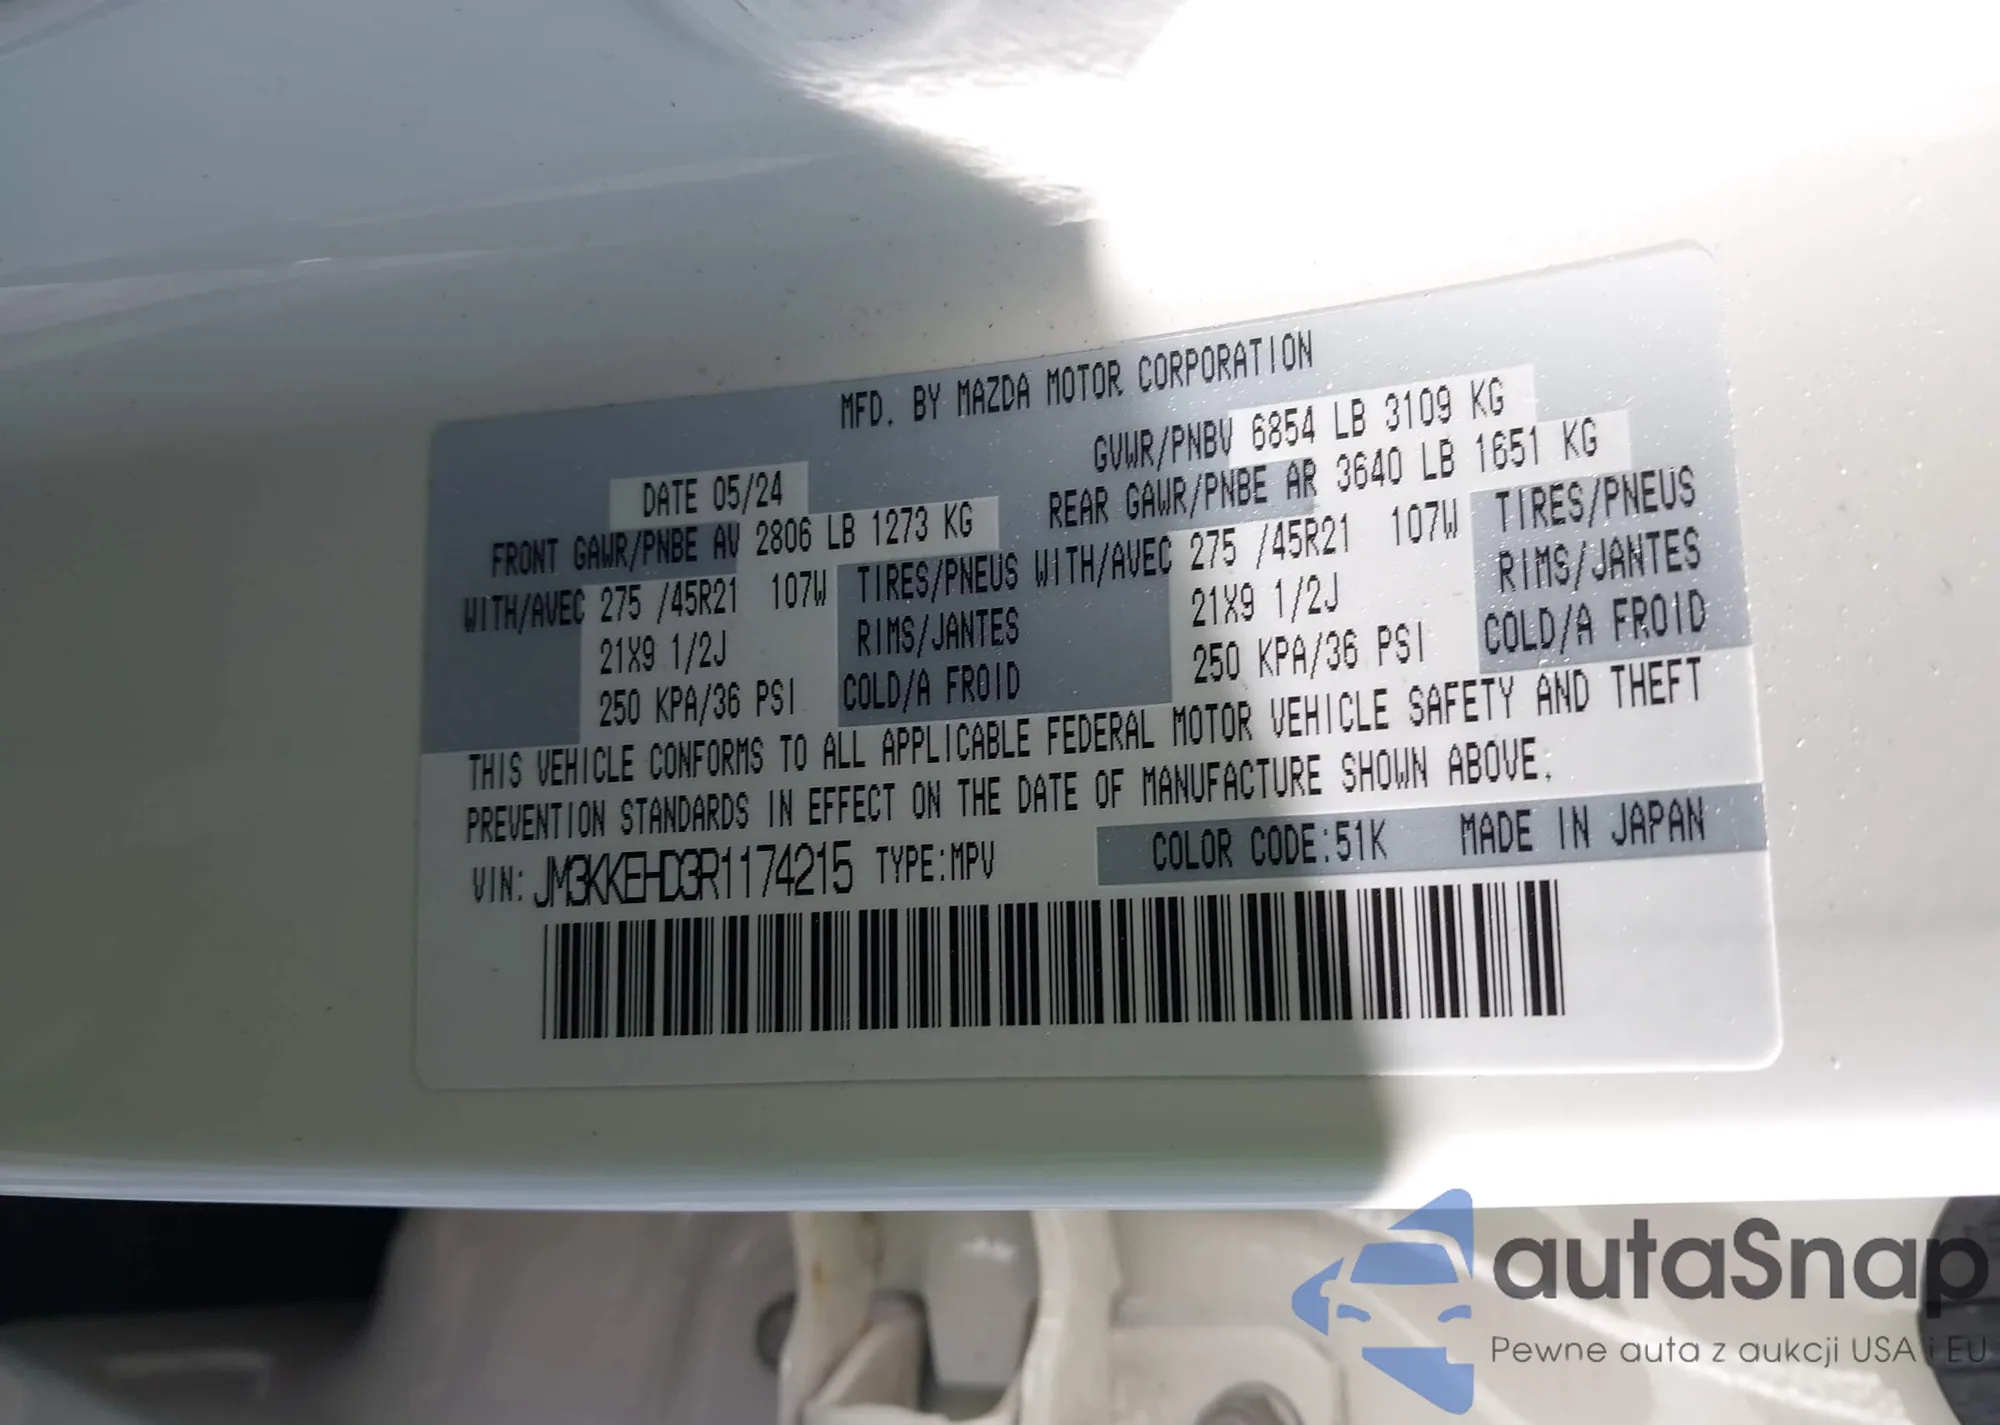 MFD. BY MAZDA MOTOR CORPORATION
DATE 05/24 GVWR/PNBV 6854 LB 3109 KG
FRONT GAWR/PNBE AV 2806 LB 1273 KG REAR GAWR/PNBE AR 3640 LB 1651 KG
WITH/AVEC 275 /45R21 107W TIRES/PNEUS WITH/AVEC 275 /45R21 107W TIRES/PNEUS
21X9 1/2J RIMS/JANTES 21X9 1/2J RIMS/JANTES
250 KPA/36 PSI COLD/A FROID 250 KPA/36 PSI COLD/A FROID
THIS VEHICLE CONFORMS TO ALL APPLICABLE FEDERAL MOTOR VEHICLE SAFETY AND THEFT
PREVENTION STANDARDS IN EFFECT ON THE DATE OF MANUFACTURE SHOWN ABOVE.
VIN: JM3KKEHD3R1174215 TYPE:MPV COLOR CODE:51K MADE IN JAPAN
autaSnap
Pewne auta z aukcji USA i EU